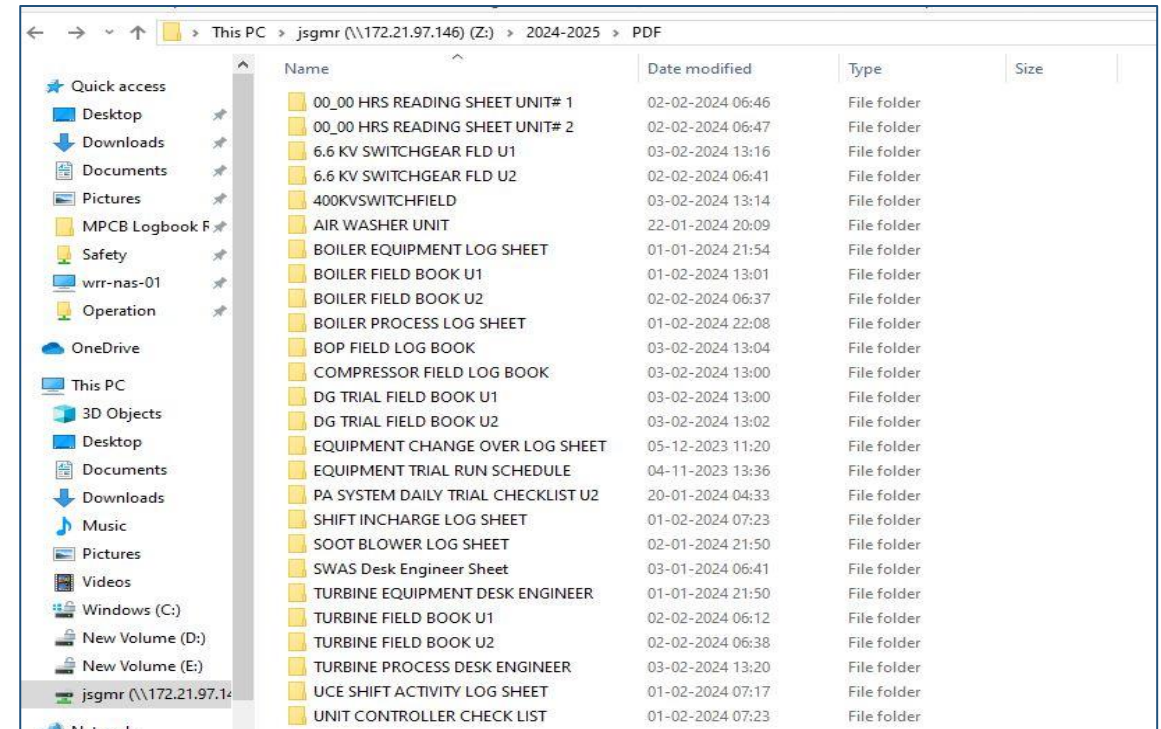 This PC > jsgmr (\\172.21.97.146) (Z:) > 2024-2025 > PDF
Name Date modified Type Size
Quick access
Desktop
Downloads
Documents
Pictures
MPCB Logbook R
Safety
wrr-nas-01
Operation
OneDrive
This PC
3D Objects
Desktop
Documents
Downloads
Music
Pictures
Videos
Windows (C:)
New Volume (D:)
New Volume (E:)
jsgmr (\\172.21.97.14
00_00 HRS READING SHEET UNIT# 1 02-02-2024 06:46 File folder
00_00 HRS READING SHEET UNIT# 2 02-02-2024 06:47 File folder
6.6 KV SWITCHGEAR FLD U1 03-02-2024 13:16 File folder
6.6 KV SWITCHGEAR FLD U2 02-02-2024 06:41 File folder
400KVSWITCHFIELD 03-02-2024 13:14 File folder
AIR WASHER UNIT 22-01-2024 20:09 File folder
BOILER EQUIPMENT LOG SHEET 01-01-2024 21:54 File folder
BOILER FIELD BOOK U1 01-02-2024 13:01 File folder
BOILER FIELD BOOK U2 02-02-2024 06:37 File folder
BOILER PROCESS LOG SHEET 01-02-2024 22:08 File folder
BOP FIELD LOG BOOK 03-02-2024 13:04 File folder
COMPRESSOR FIELD LOG BOOK 03-02-2024 13:00 File folder
DG TRIAL FIELD BOOK U1 03-02-2024 13:00 File folder
DG TRIAL FIELD BOOK U2 03-02-2024 13:02 File folder
EQUIPMENT CHANGE OVER LOG SHEET 05-12-2023 11:20 File folder
EQUIPMENT TRIAL RUN SCHEDULE 04-11-2023 13:36 File folder
PA SYSTEM DAILY TRIAL CHECKLIST U2 20-01-2024 04:33 File folder
SHIFT INCHARGE LOG SHEET 01-02-2024 07:23 File folder
SOOT BLOWER LOG SHEET 02-01-2024 21:50 File folder
SWAS Desk Engineer Sheet 03-01-2024 06:41 File folder
TURBINE EQUIPMENT DESK ENGINEER 01-01-2024 21:50 File folder
TURBINE FIELD BOOK U1 02-02-2024 06:12 File folder
TURBINE FIELD BOOK U2 02-02-2024 06:38 File folder
TURBINE PROCESS DESK ENGINEER 03-02-2024 13:20 File folder
UCE SHIFT ACTIVITY LOG SHEET 01-02-2024 07:17 File folder
UNIT CONTROLLER CHECK LIST 01-02-2024 07:23 File folder